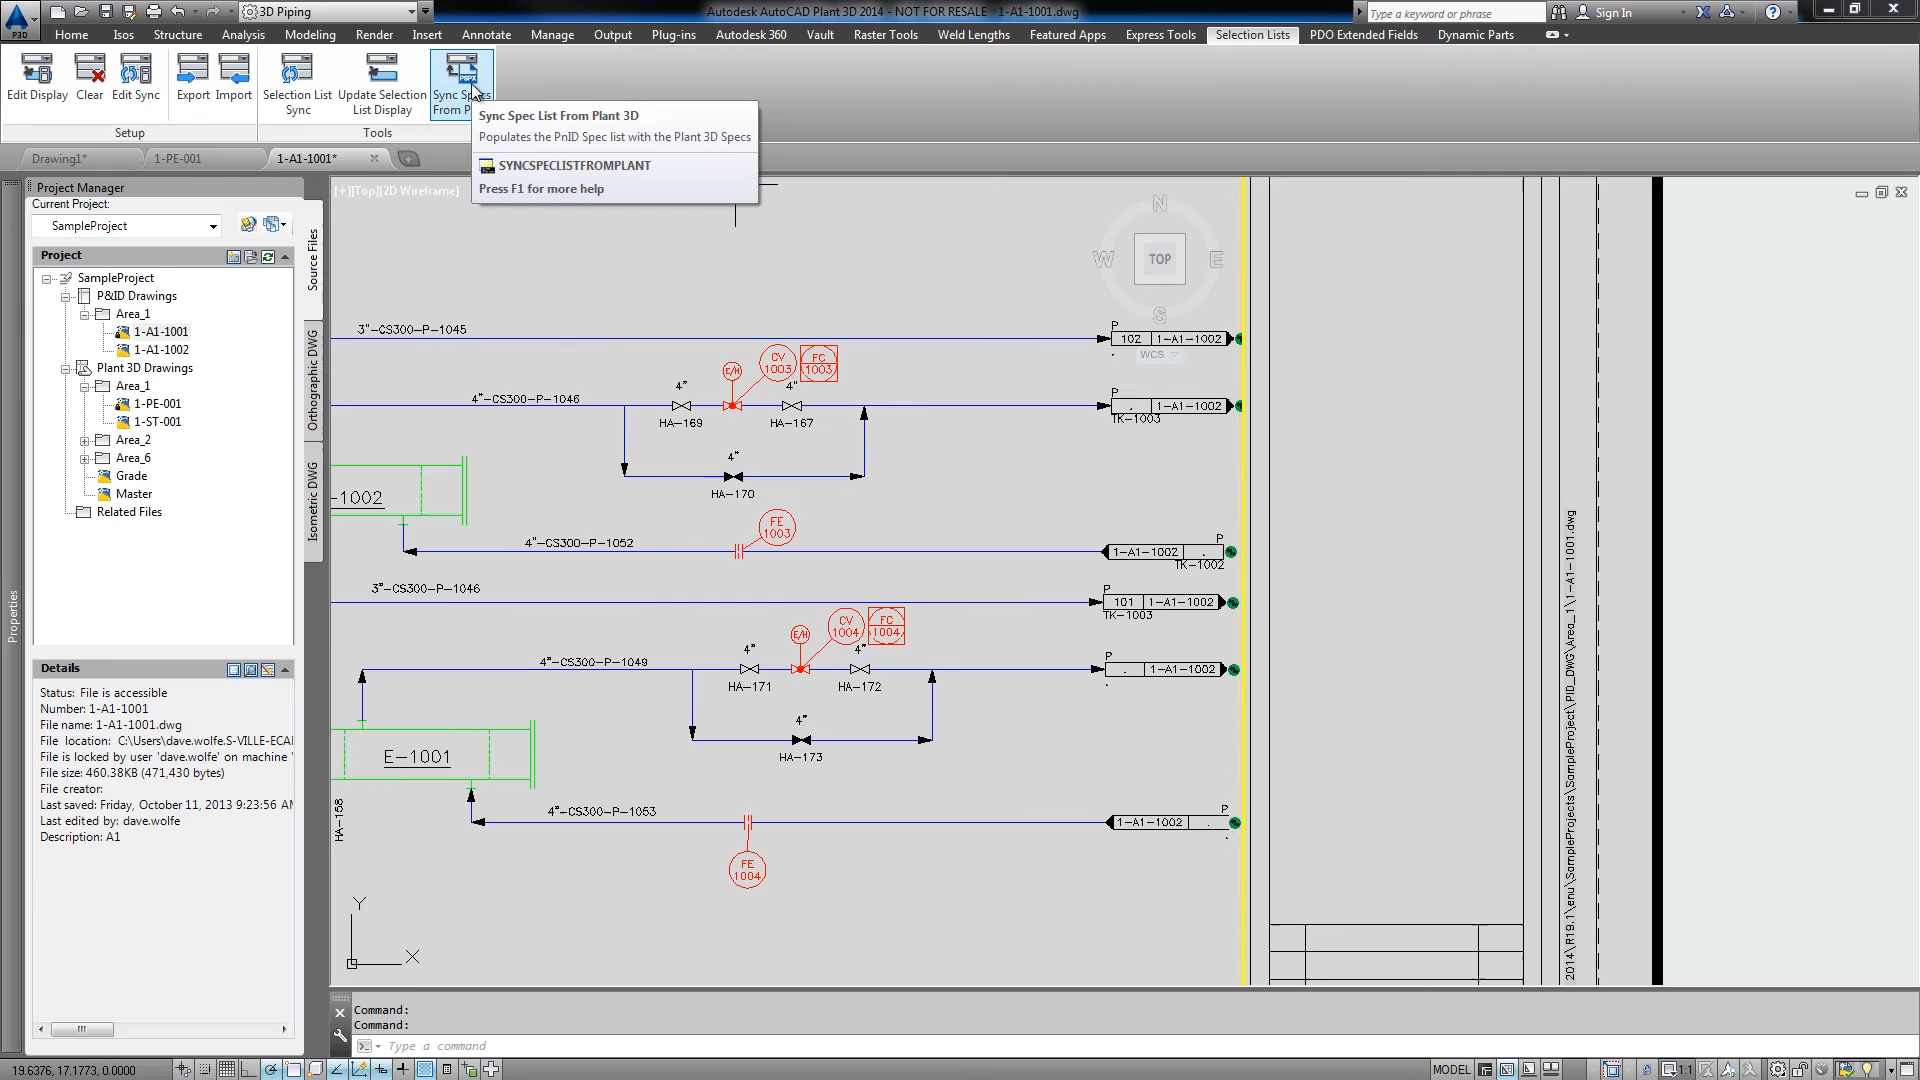 3D Piping
Autodesk AutoCAD Plant 3D 2014 - NOT FOR RESALE - 1-A1-1001.dwg
Type a keyword or phrase
Sign In
P3D
Home Isos Structure Analysis Modeling Render Insert Annotate Manage Output Plug-ins Autodesk 360 Vault Raster Tools Weld Lengths Featured Apps Express Tools Selection Lists PDO Extended Fields Dynamic Parts
Edit Display Clear Edit Sync Export Import
Selection List Sync
Update Selection List Display
PSPX
Setup
Tools
Sync Spec List From Plant 3D
Populates the PnID Spec list with the Plant 3D Specs
SYNCSPECLISTFROMPLANT
Press F1 for more help
Drawing1* 1-PE-001 1-A1-1001*
Project Manager
Current Project:
SampleProject
Project
SampleProject
P&ID Drawings
Area_1
1-A1-1001
1-A1-1002
Plant 3D Drawings
Area_1
1-PE-001
1-ST-001
Area_2
Area_6
Grade
Master
Related Files
Source Files
Orthographic DWG
Isometric DWG
Properties
Details
Status: File is accessible
Number: 1-A1-1001
File name: 1-A1-1001.dwg
File location: C:\Users\dave.wolfe.S-VILLE-ECAI
File is locked by user 'dave.wolfe' on machine '
File size: 460.38KB (471,430 bytes)
File creator:
Last saved: Friday, October 11, 2013 9:23:56 AM
Last edited by: dave.wolfe
Description: A1
[+][Top][2D Wireframe]
N
W TOP E
S
WCS
3"-CS300-P-1045
P
102 1-A1-1002
CV 1003
FC 1003
E/H
4" 4"
4"-CS300-P-1046
P
1-A1-1002
TK-1003
HA-169 HA-167
4"
HA-170
-1002
FE 1003
4"-CS300-P-1052
P
1-A1-1002
TK-1002
3"-CS300-P-1046
P
101 1-A1-1002
TK-1003
CV 1004
FC 1004
E/H
4" 4"
4"-CS300-P-1049
P
1-A1-1002
HA-171 HA-172
4"
HA-173
E-1001
HA-158
4"-CS300-P-1053
P
1-A1-1002
FE 1004
Y
X
2014\R19.1\enu\SampleProjects\SampleProject\PID_DWG\Area_1\1-A1-1001.dwg
Command:
Command:
Type a command
19.6376, 17.1773, 0.0000
MODEL
1:1